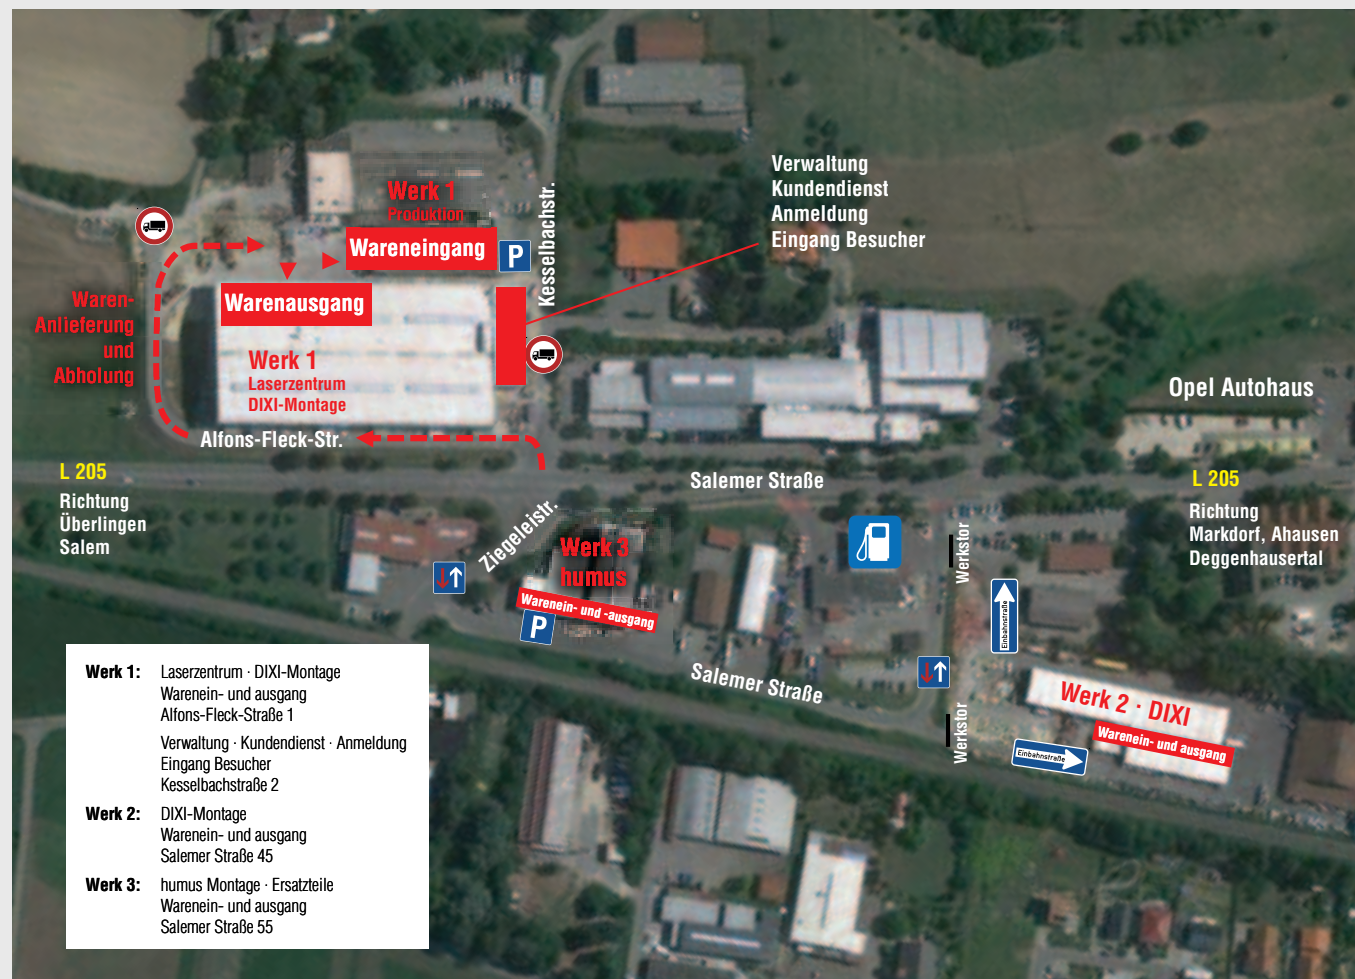 Verwaltung
Kundendienst
Anmeldung
Eingang Besucher
Werk 1
Produktion
Wareneingang
P
Kesselbachstr.
Warenausgang
Waren-
Anlieferung
und
Abholung
Werk 1
Laserzentrum
DIXI-Montage
Alfons-Fleck-Str.
Opel Autohaus
L 205
Richtung
Überlingen
Salem
Salemer Straße
L 205
Richtung
Markdorf, Ahausen
Deggenhausertal
Ziegeleistr.
Werk 3
humus
Warenein- und -ausgang
P
Werkstor
Einbahnstraße
Salemer Straße
Werk 2 · DIXI
Warenein- und ausgang
Werkstor
Einbahnstraße
Werk 1: Laserzentrum · DIXI-Montage
Warenein- und ausgang
Alfons-Fleck-Straße 1
Verwaltung · Kundendienst · Anmeldung
Eingang Besucher
Kesselbachstraße 2
Werk 2: DIXI-Montage
Warenein- und ausgang
Salemer Straße 45
Werk 3: humus Montage · Ersatzteile
Warenein- und ausgang
Salemer Straße 55